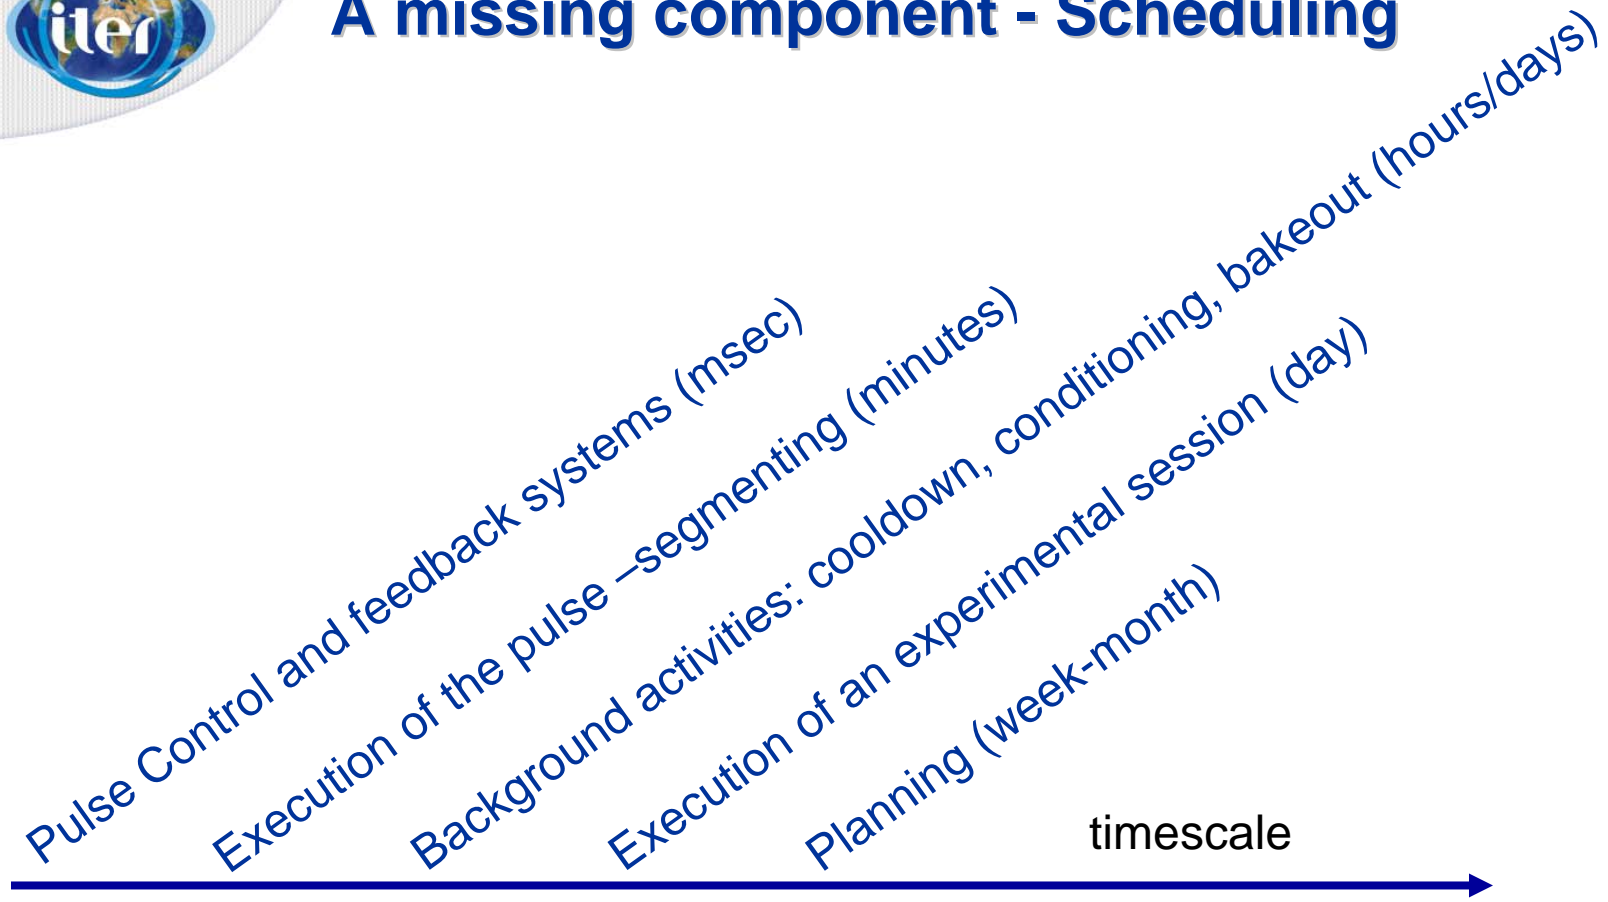 iter
A missing component - Scheduling
Pulse Control and feedback systems (msec)
Execution of the pulse –segmenting (minutes)
Background activities: cooldown, conditioning, bakeout (hours/days)
Execution of an experimental session (day)
Planning (week-month)
timescale